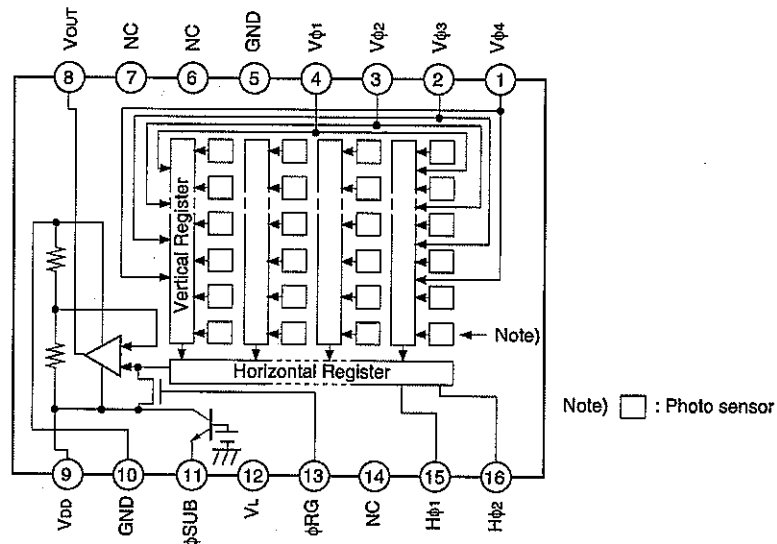 VOUT
NC
NC
GND
Vϕ1
Vϕ2
Vϕ3
Vϕ4
8
7
6
5
4
3
2
1
Vertical Register
Note)
Horizontal Register
Note) : Photo sensor
9
10
11
12
13
14
15
16
VDD
GND
ϕSUB
VL
ϕRG
NC
Hϕ1
Hϕ2